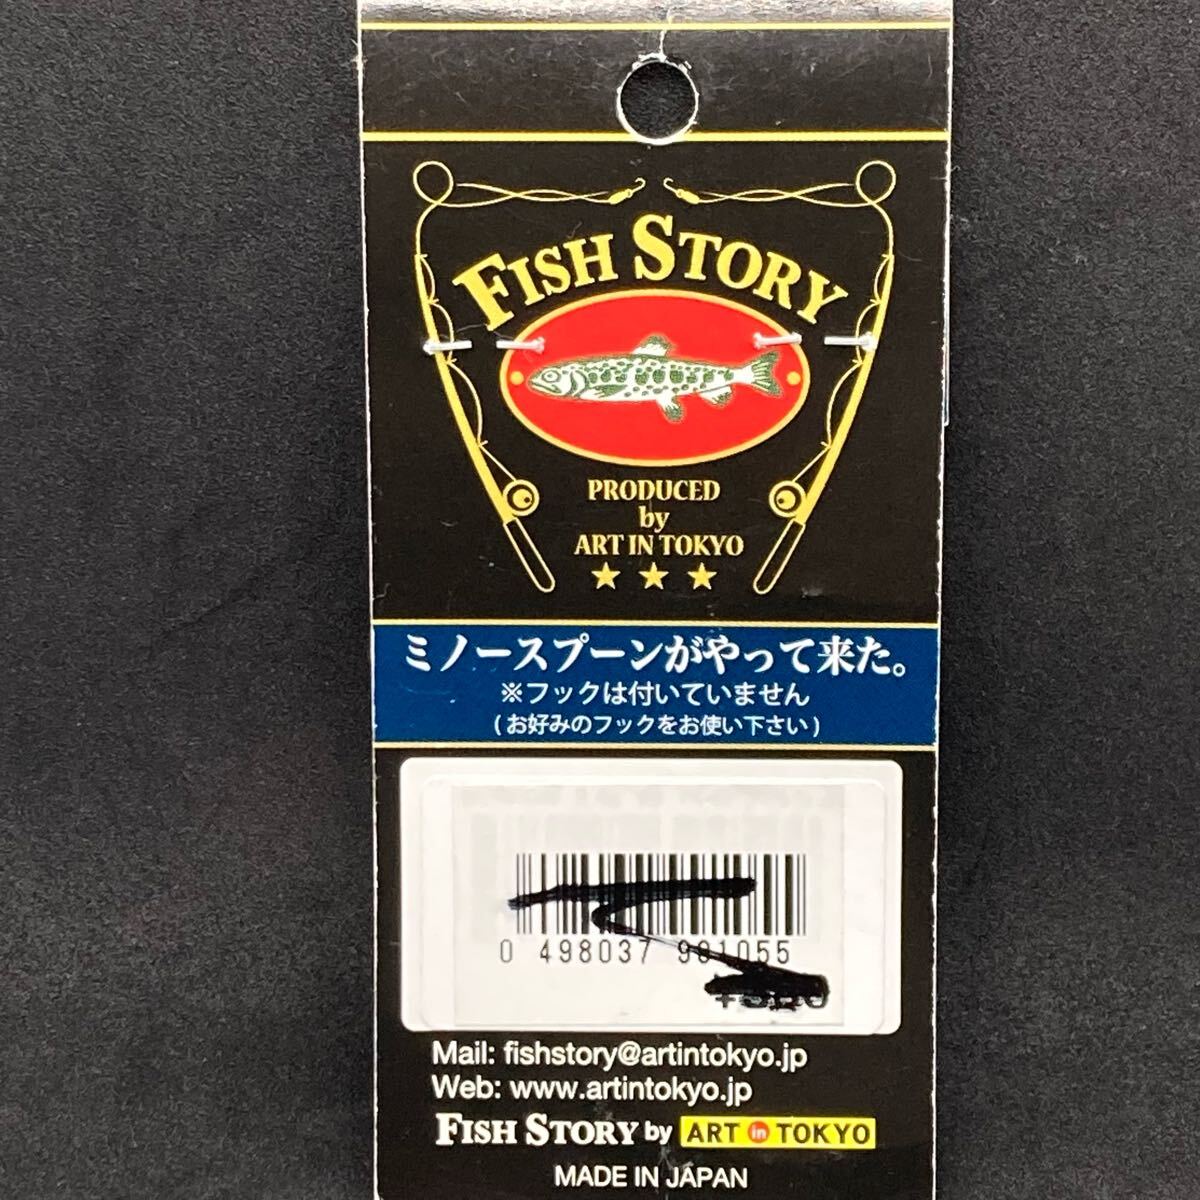 FISH STORY
PRODUCED
by
ART IN TOKYO
ミノースプーンがやって来た。
※フックは付いていません
(お好みのフックをお使い下さい)
0 498037 981055
Mail: fishstory@artintokyo.jp
Web: www.artintokyo.jp
FISH STORY by ART in TOKYO
MADE IN JAPAN